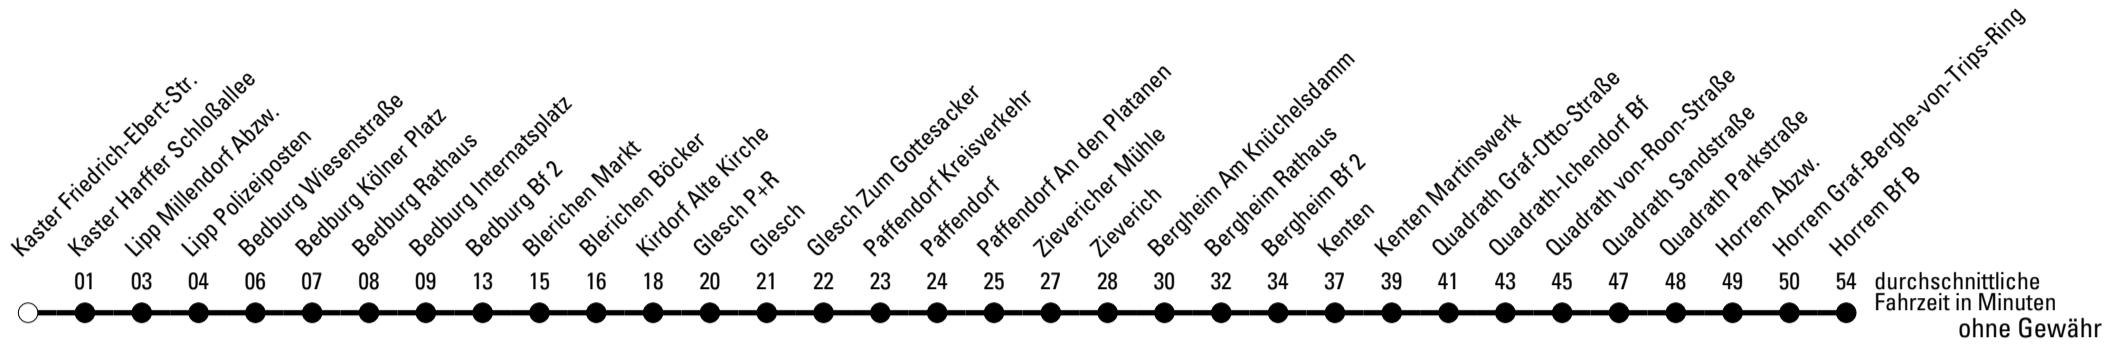 Kaster Friedrich-Ebert-Str.
Kaster Harffer Schloßallee
Lipp Millendorf Abzw.
Lipp Polizeiposten
Bedburg Wiesenstraße
Bedburg Kölner Platz
Bedburg Rathaus
Bedburg Internatsplatz
Bedburg Bf 2
Blerichen Markt
Blerichen Böcker
Kirdorf Alte Kirche
Glesch P+R
Glesch
Glesch Zum Gottesacker
Paffendorf Kreisverkehr
Paffendorf
Paffendorf An den Platanen
Zievericher Mühle
Zieverich
Bergheim Am Knüchelsdamm
Bergheim Rathaus
Bergheim Bf 2
Kenten
Kenten Martinswerk
Quadrath Graf-Otto-Straße
Quadrath-Ichendorf Bf
Quadrath von-Roon-Straße
Quadrath Sandstraße
Quadrath Parkstraße
Horrem Abzw.
Horrem Graf-Berghe-von-Trips-Ring
Horrem Bf B
01 03 04 06 07 08 09 13 15 16 18 20 21 22 23 24 25 27 28 30 32 34 37 39 41 43 45 47 48 49 50 54 durchschnittliche
Fahrzeit in Minuten
ohne Gewähr